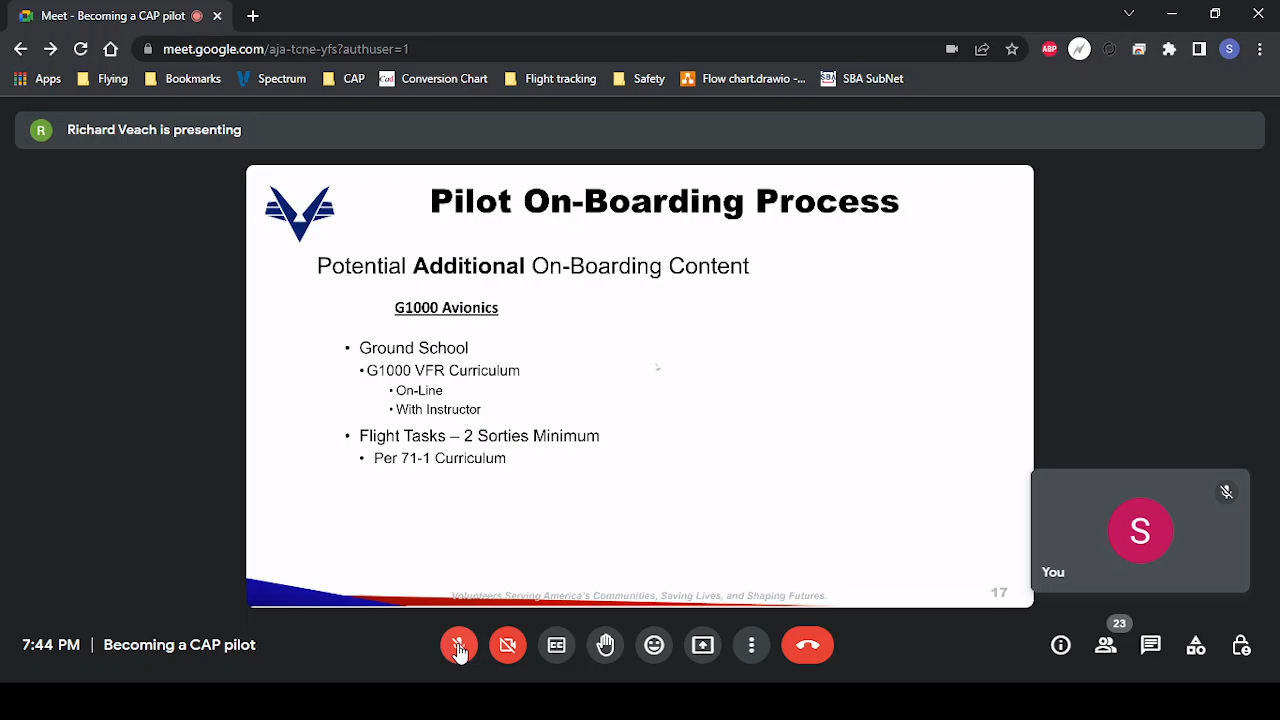 Meet - Becoming a CAP pilot
meet.google.com/aja-tcne-yfs?authuser=1
ABP
S
Apps
Flying
Bookmarks
Spectrum
CAP
Cad
Conversion Chart
Flight tracking
Safety
Flow chart.drawio -...
SBA
SBA SubNet
R
Richard Veach is presenting
Pilot On-Boarding Process
Potential Additional On-Boarding Content
G1000 Avionics
• Ground School
• G1000 VFR Curriculum
• On-Line
• With Instructor
• Flight Tasks – 2 Sorties Minimum
• Per 71-1 Curriculum
Volunteers Serving America's Communities, Saving Lives, and Shaping Futures.
17
S
You
7:44 PM | Becoming a CAP pilot
CC
23